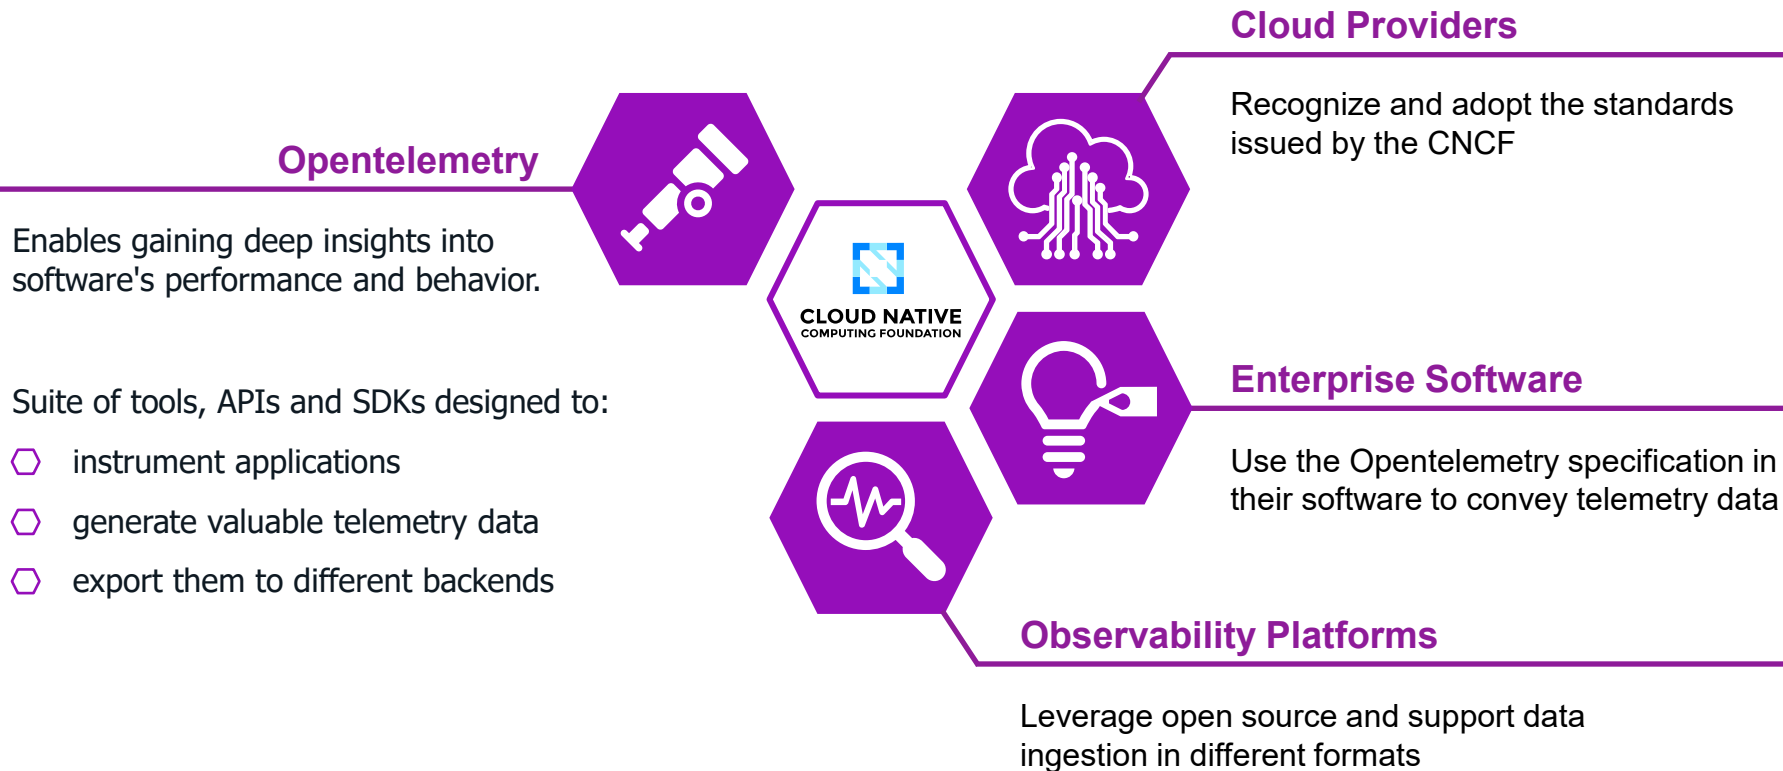 Opentelemetry
Enables gaining deep insights into
software's performance and behavior.
Suite of tools, APIs and SDKs designed to:
instrument applications
generate valuable telemetry data
export them to different backends
CLOUD NATIVE
COMPUTING FOUNDATION
Cloud Providers
Recognize and adopt the standards
issued by the CNCF
Enterprise Software
Use the Opentelemetry specification in
their software to convey telemetry data
Observability Platforms
Leverage open source and support data
ingestion in different formats